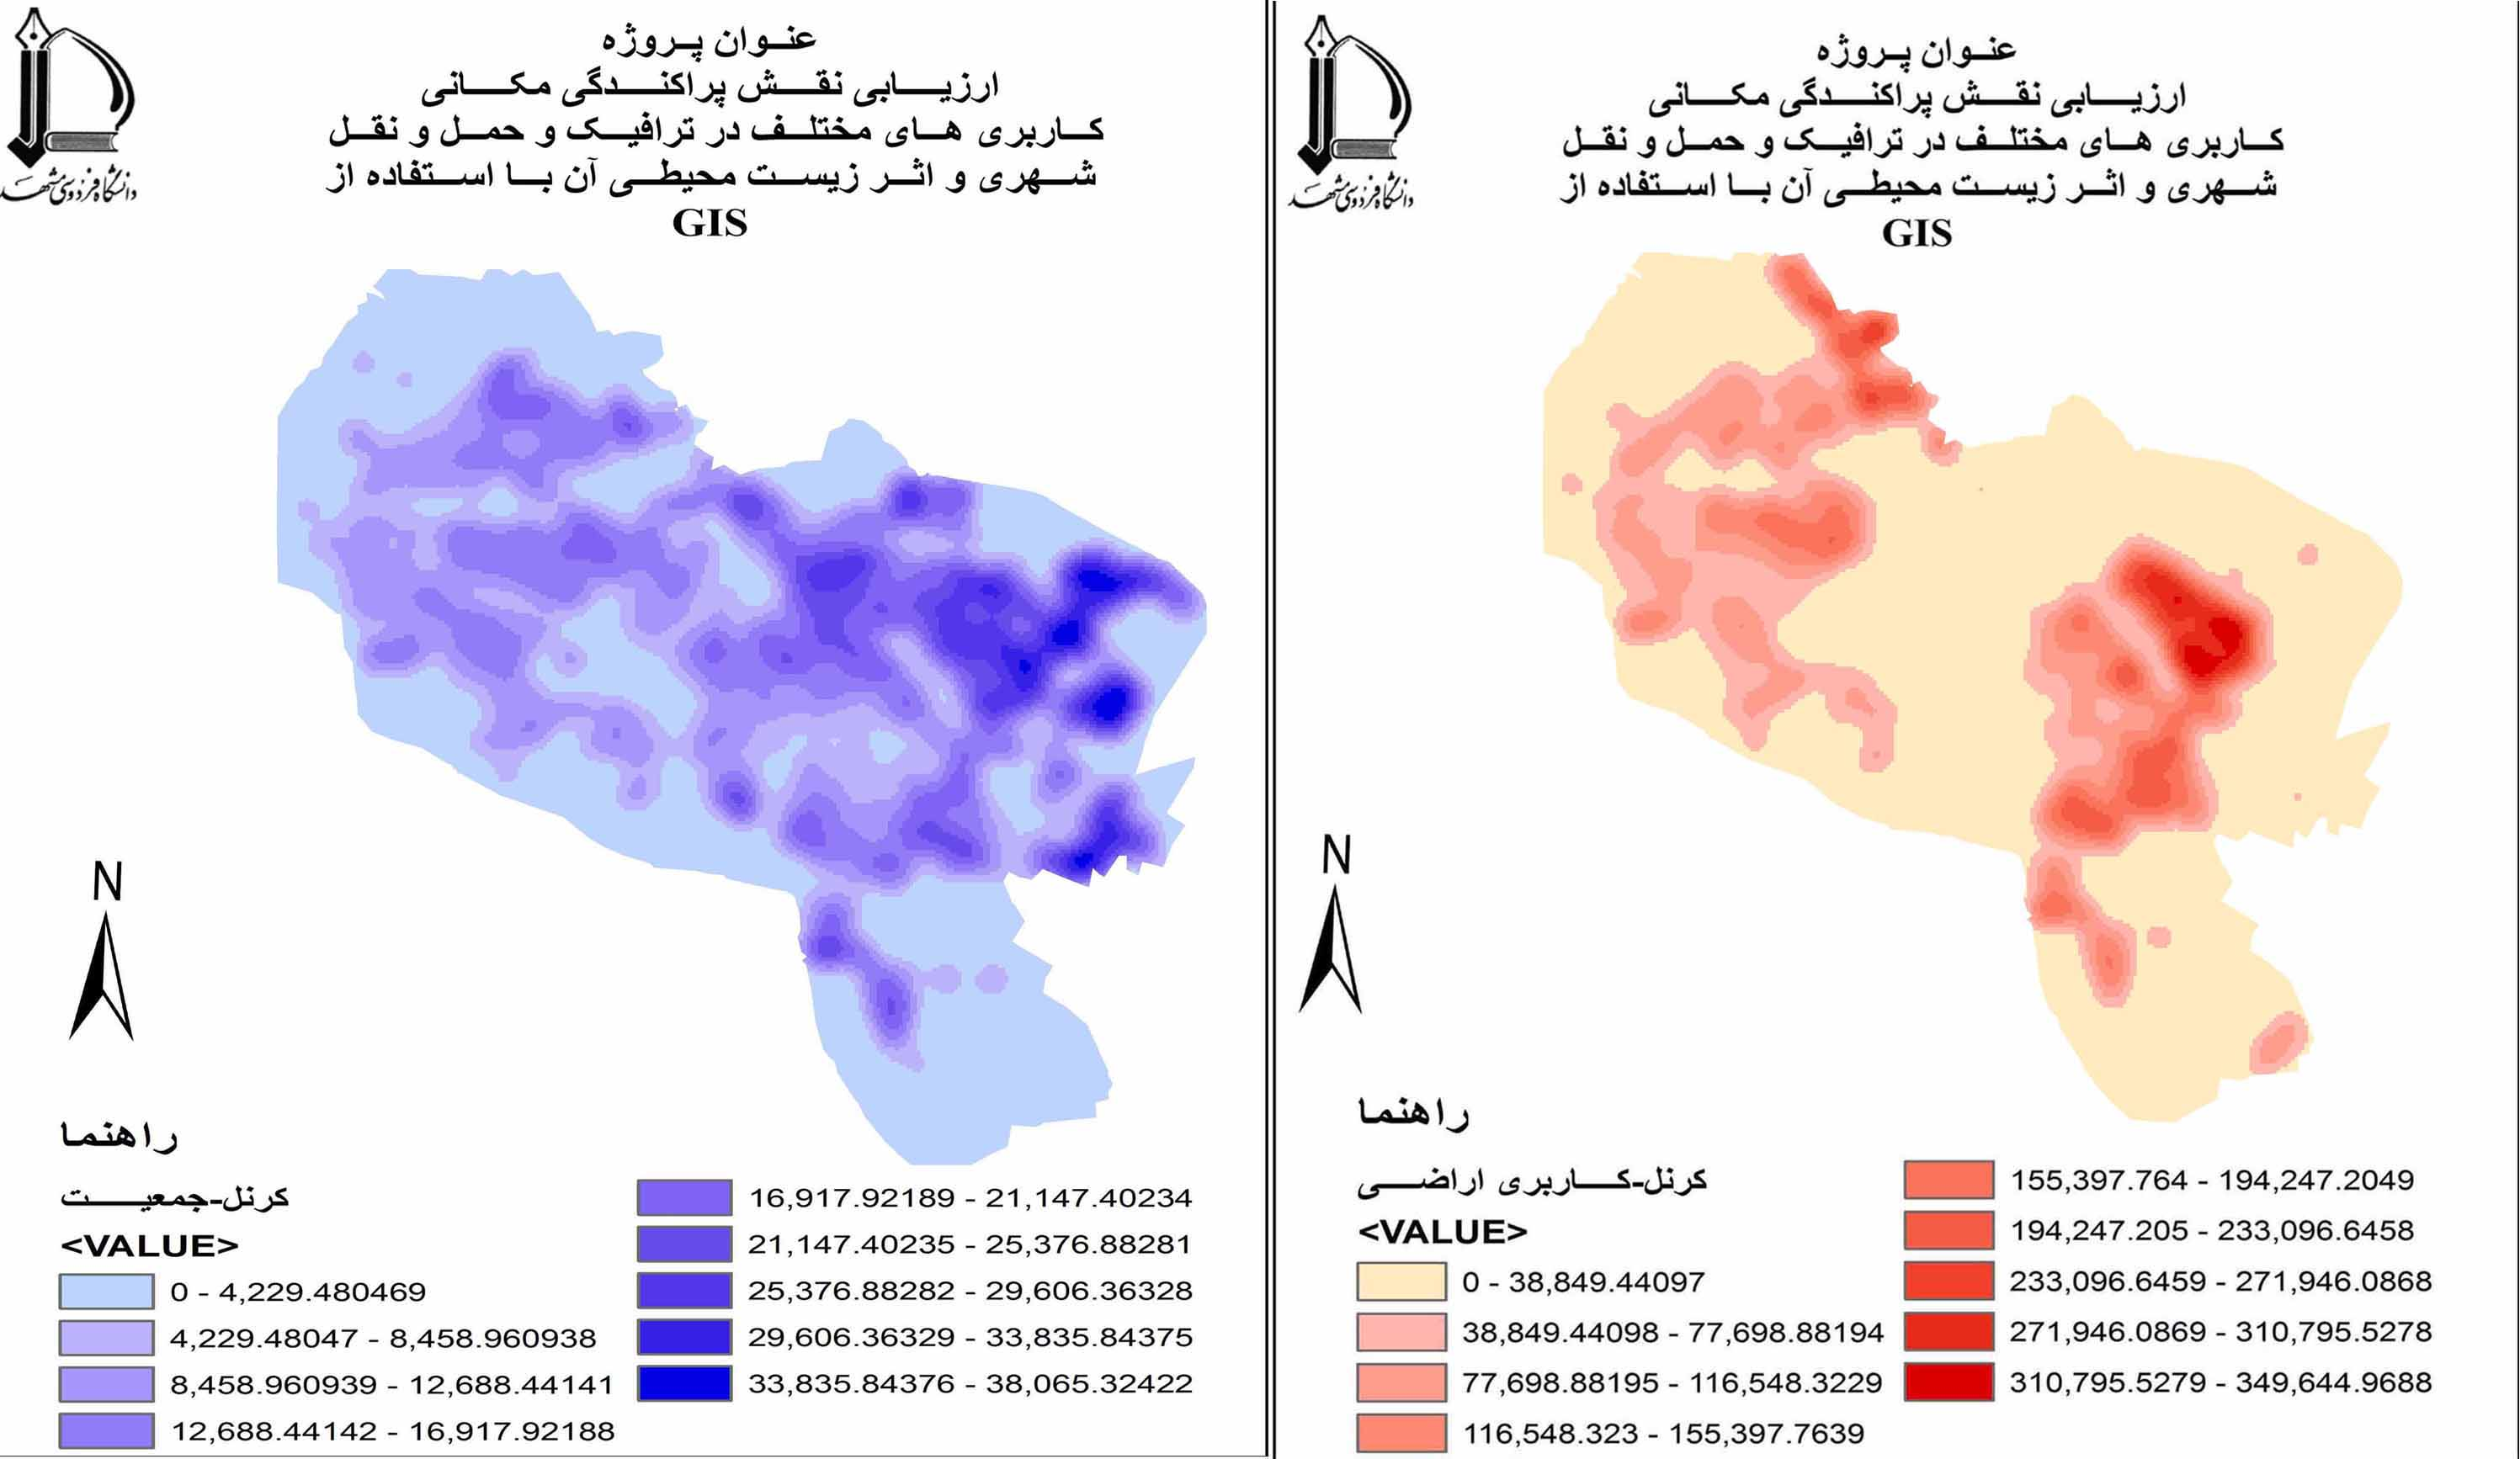 دانشگاه فردوسی مشهد
عنوان پروژه
ارزیابی نقش پراکندگی مکانی
کاربری های مختلف در ترافیک و حمل و نقل
شهری و اثر زیست محیطی آن با استفاده از
GIS
N
راهنما
کرنل-جمعیت
<VALUE>
0 - 4,229.480469
4,229.48047 - 8,458.960938
8,458.960939 - 12,688.44141
12,688.44142 - 16,917.92188
16,917.92189 - 21,147.40234
21,147.40235 - 25,376.88281
25,376.88282 - 29,606.36328
29,606.36329 - 33,835.84375
33,835.84376 - 38,065.32422
دانشگاه فردوسی مشهد
عنوان پروژه
ارزیابی نقش پراکندگی مکانی
کاربری های مختلف در ترافیک و حمل و نقل
شهری و اثر زیست محیطی آن با استفاده از
GIS
N
راهنما
کرنل-کاربری اراضی
<VALUE>
0 - 38,849.44097
38,849.44098 - 77,698.88194
77,698.88195 - 116,548.3229
116,548.323 - 155,397.7639
155,397.764 - 194,247.2049
194,247.205 - 233,096.6458
233,096.6459 - 271,946.0868
271,946.0869 - 310,795.5278
310,795.5279 - 349,644.9688